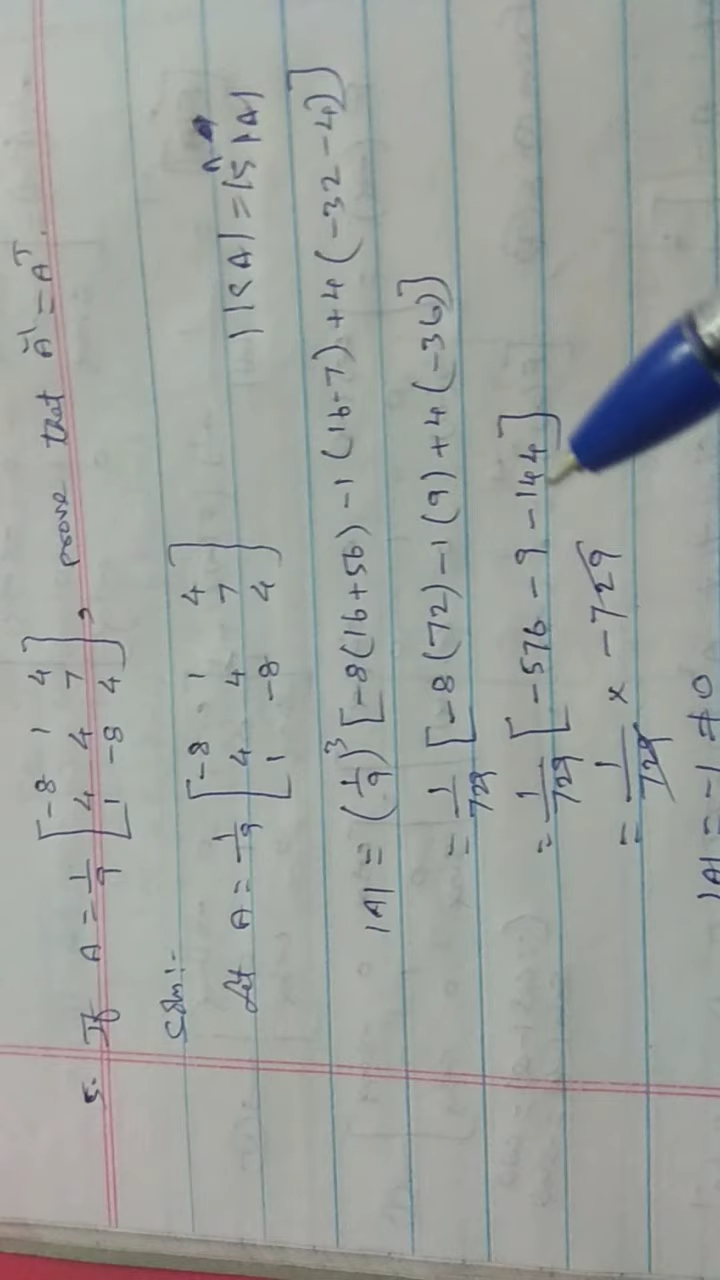 5. If A = 1/9 [-8 1 4
4 4 7
1 -8 4], prove that A⁻¹ = Aᵀ.
Soln:-
Let A = 1/9 [-8 1 4
4 4 7
1 -8 4]
|A| = (1/9)³ [-8(16+56) -1(16-7) +4(-32-4)]
= 1/729 [-8(72) -1(9) +4(-36)]
= 1/729 [-576 -9 -144]
= 1/729 × -729
|A| = -1 ≠ 0